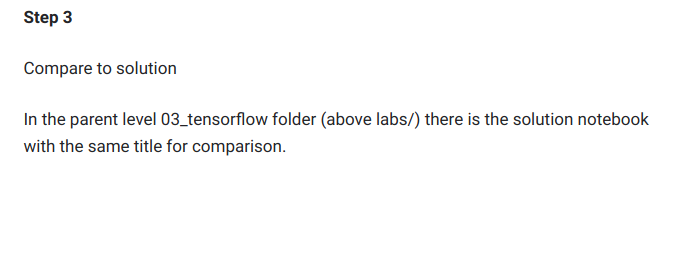 Step 3
Compare to solution
In the parent level 03_tensorflow folder (above labs/) there is the solution notebook
with the same title for comparison.